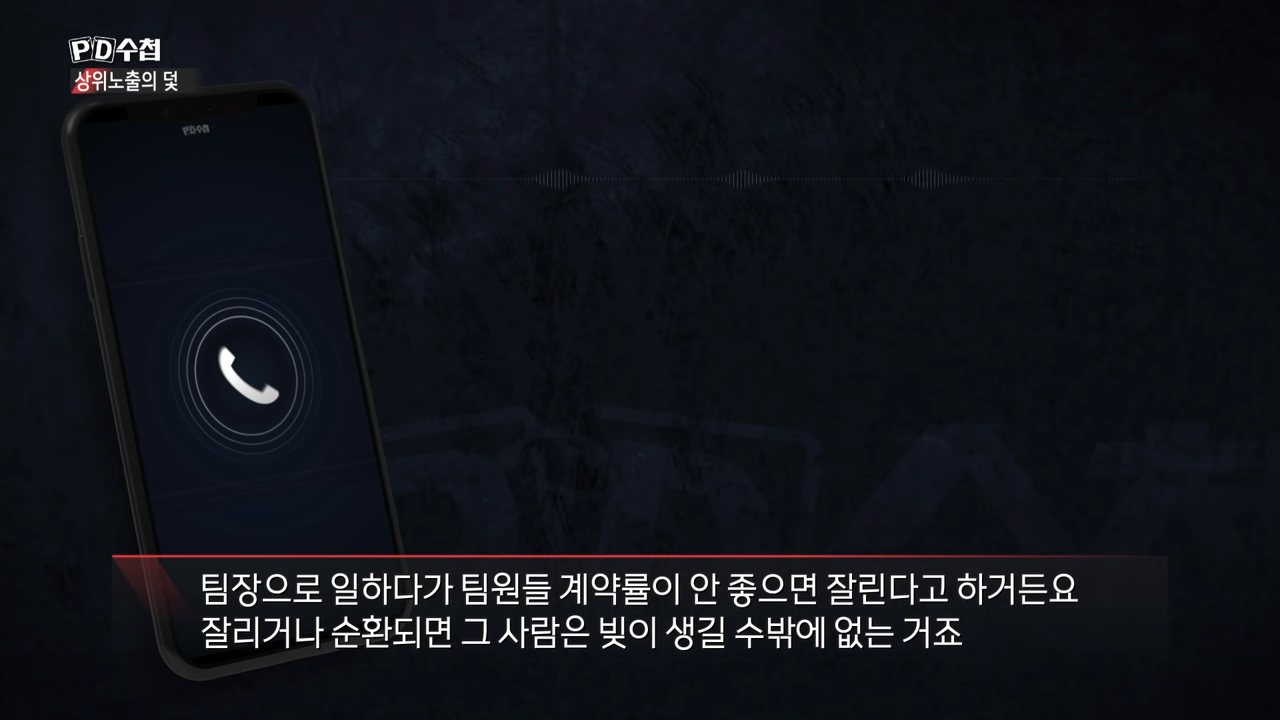 PD수첩
상위노출의 덫
PD수첩
팀장으로 일하다가 팀원들 계약률이 안 좋으면 잘린다고 하거든요
잘리거나 순환되면 그 사람은 빚이 생길 수밖에 없는 거죠